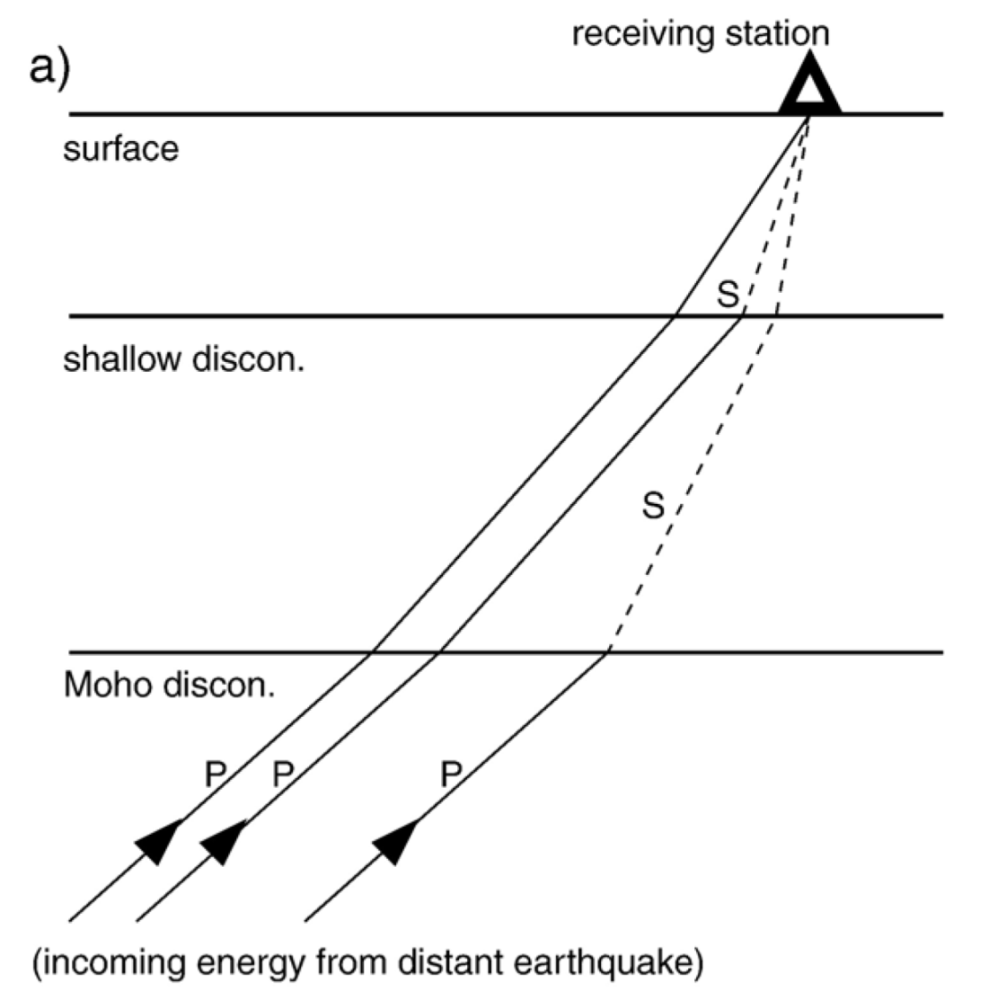 receiving station
a)
surface
S
shallow discon.
S
Moho discon.
P P P
(incoming energy from distant earthquake)